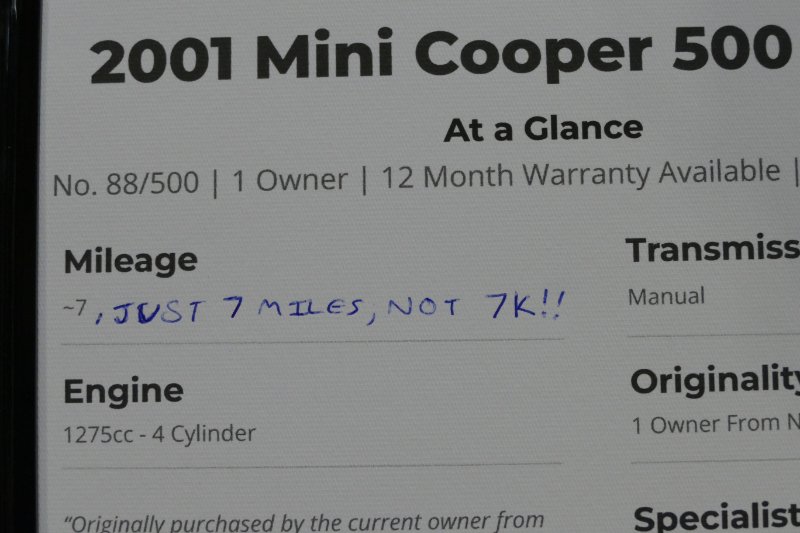 2001 Mini Cooper 500
At a Glance
No. 88/500 | 1 Owner | 12 Month Warranty Available |
Mileage
~7, JUST 7 MILES, NOT 7K!!
Transmiss
Manual
Engine
1275cc - 4 Cylinder
Originality
1 Owner From N
"Originally purchased by the current owner from
Specialist